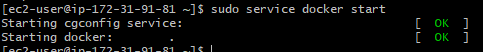 [ec2-user@ip-172-31-91-81 ~]$ sudo service docker start
Starting cgconfig service:                                 [  OK  ]
Starting docker:          .                                [  OK  ]
[ec2-user@ip-172-31-91-81 ~]$